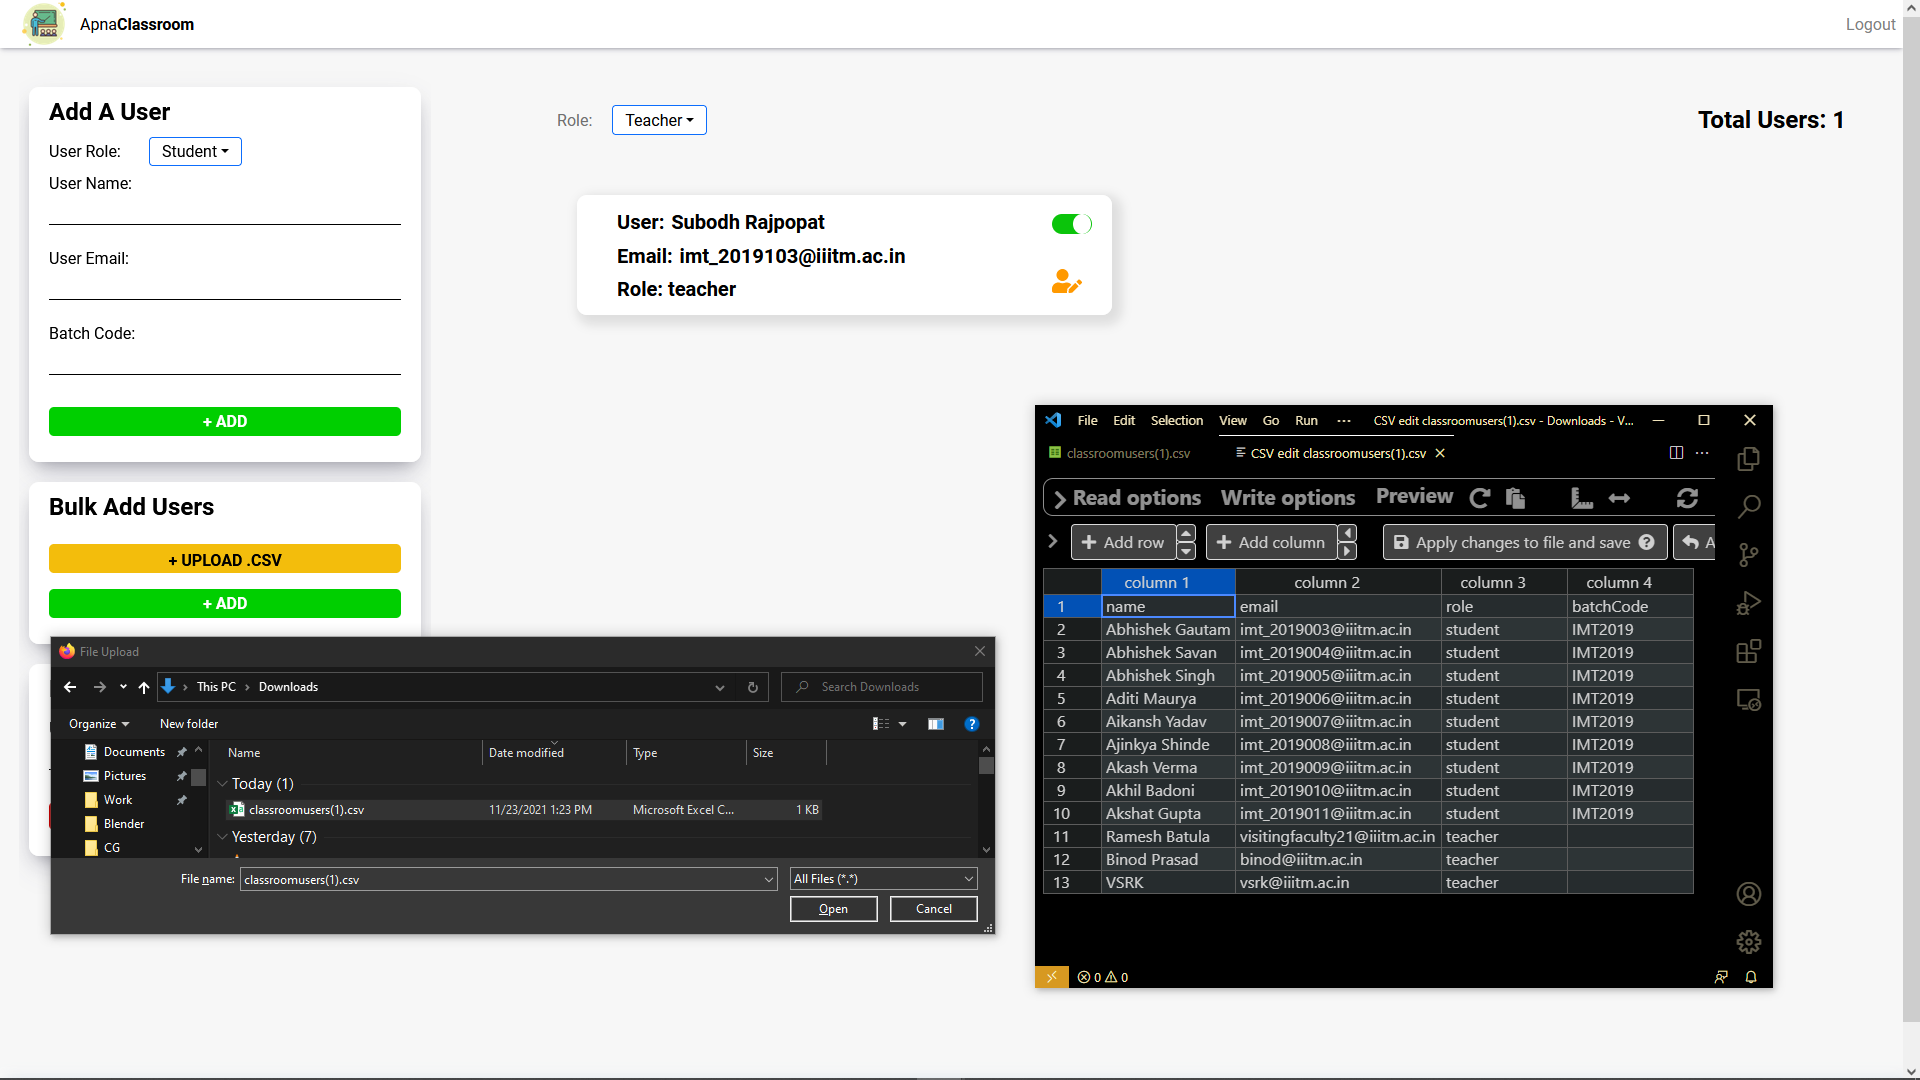 ApnaClassroom
Logout
Add A User
User Role: Student
User Name:
User Email:
Batch Code:
+ ADD
Bulk Add Users
+ UPLOAD .CSV
+ ADD
Role: Teacher
Total Users: 1
User: Subodh Rajpopat
Email: imt_2019103@iiitm.ac.in
Role: teacher
File Upload
This PC > Downloads
Search Downloads
Organize New folder
Documents
Pictures
Work
Blender
CG
Name Date modified Type Size
Today (1)
classroomusers(1).csv 11/23/2021 1:23 PM Microsoft Excel C... 1 KB
Yesterday (7)
File name: classroomusers(1).csv All Files (*.*)
Open Cancel
File Edit Selection View Go Run ··· CSV edit classroomusers(1).csv - Downloads - V...
classroomusers(1).csv CSV edit classroomusers(1).csv
Read options Write options Preview
+ Add row + Add column Apply changes to file and save ? A
column 1 column 2 column 3 column 4
1 name email role batchCode
2 Abhishek Gautam imt_2019003@iiitm.ac.in student IMT2019
3 Abhishek Savan imt_2019004@iiitm.ac.in student IMT2019
4 Abhishek Singh imt_2019005@iiitm.ac.in student IMT2019
5 Aditi Maurya imt_2019006@iiitm.ac.in student IMT2019
6 Aikansh Yadav imt_2019007@iiitm.ac.in student IMT2019
7 Ajinkya Shinde imt_2019008@iiitm.ac.in student IMT2019
8 Akash Verma imt_2019009@iiitm.ac.in student IMT2019
9 Akhil Badoni imt_2019010@iiitm.ac.in student IMT2019
10 Akshat Gupta imt_2019011@iiitm.ac.in student IMT2019
11 Ramesh Batula visitingfaculty21@iiitm.ac.in teacher
12 Binod Prasad binod@iiitm.ac.in teacher
13 VSRK vsrk@iiitm.ac.in teacher
0 0